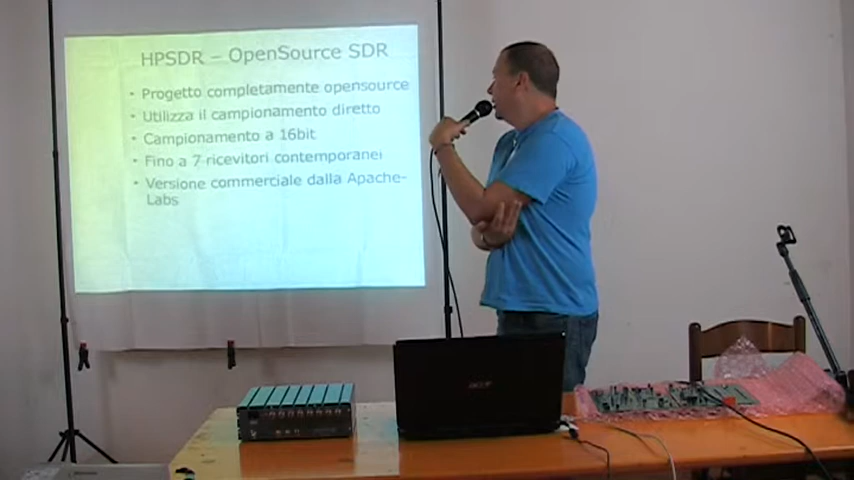 HPSDR – OpenSource SDR
• Progetto completamente opensource
• Utilizza il campionamento diretto
• Campionamento a 16bit
• Fino a 7 ricevitori contemporanei
• Versione commerciale dalla Apache-
Labs
acer